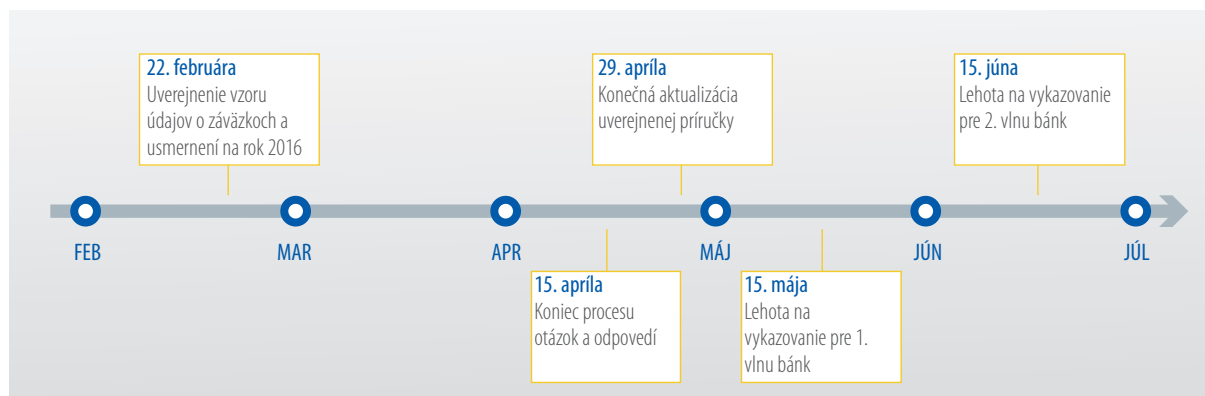 22. februára
Uverejnenie vzoru
údajov o záväzkoch a
usmernení na rok 2016
29. apríla
Konečná aktualizácia
uverejnenej príručky
15. júna
Lehota na vykazovanie
pre 2. vlnu bánk
FEB
MAR
APR
MÁJ
JÚN
JÚL
15. apríla
Koniec procesu
otázok a odpovedí
15. mája
Lehota na
vykazovanie pre 1.
vlnu bánk